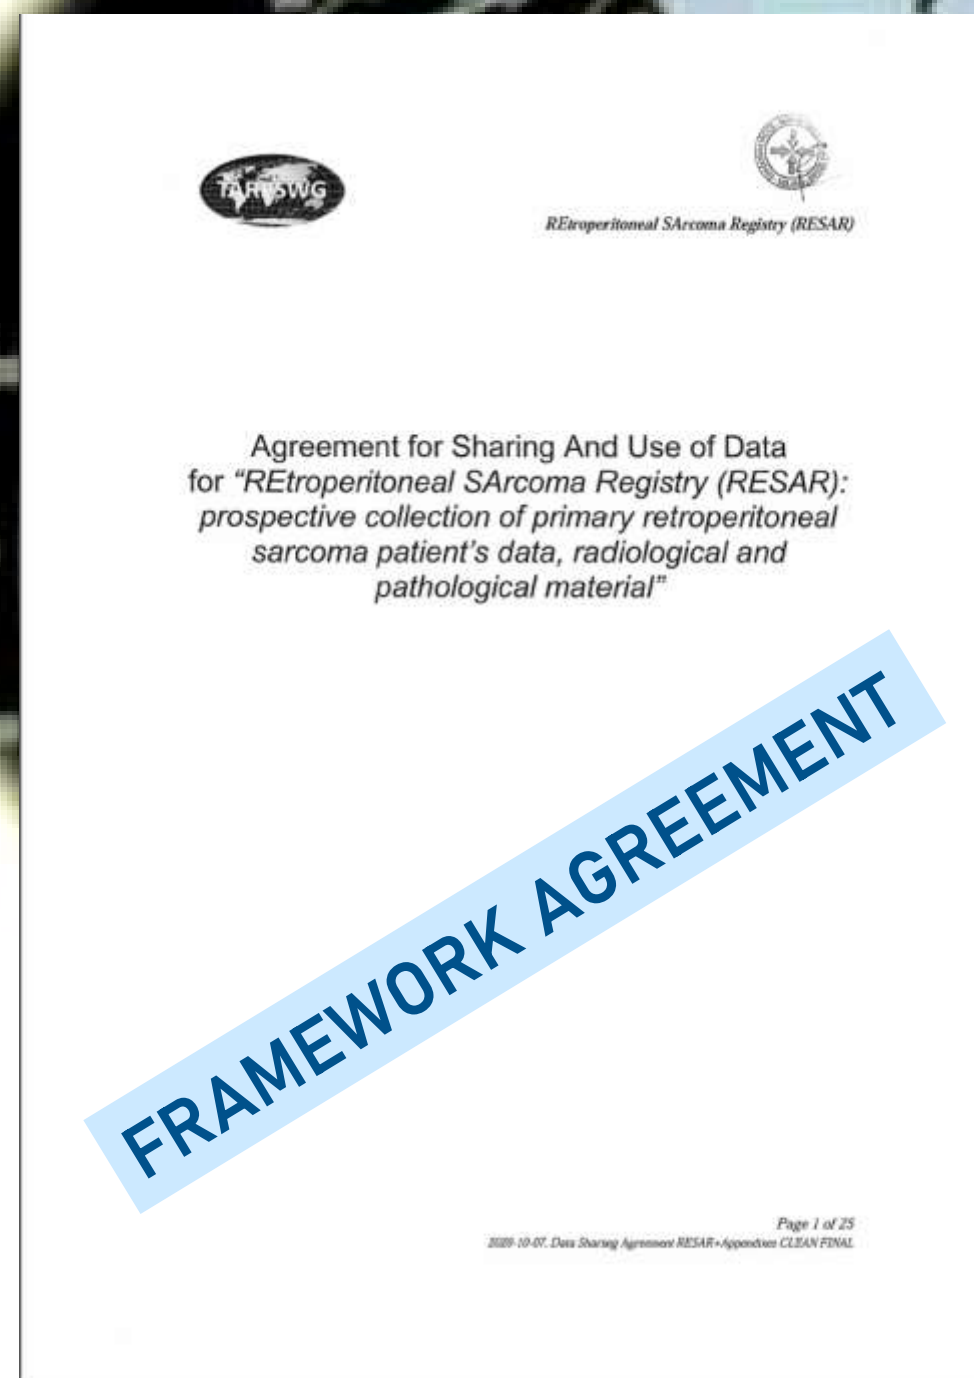 TARPSWG
REtroperitoneal SArcoma Registry (RESAR)
Agreement for Sharing And Use of Data
for “REtroperitoneal SArcoma Registry (RESAR):
prospective collection of primary retroperitoneal
sarcoma patient’s data, radiological and
pathological material”
FRAMEWORK AGREEMENT
Page 1 of 25
Data Sharing Agreement RESAR+Appendixes CLEAN FINAL